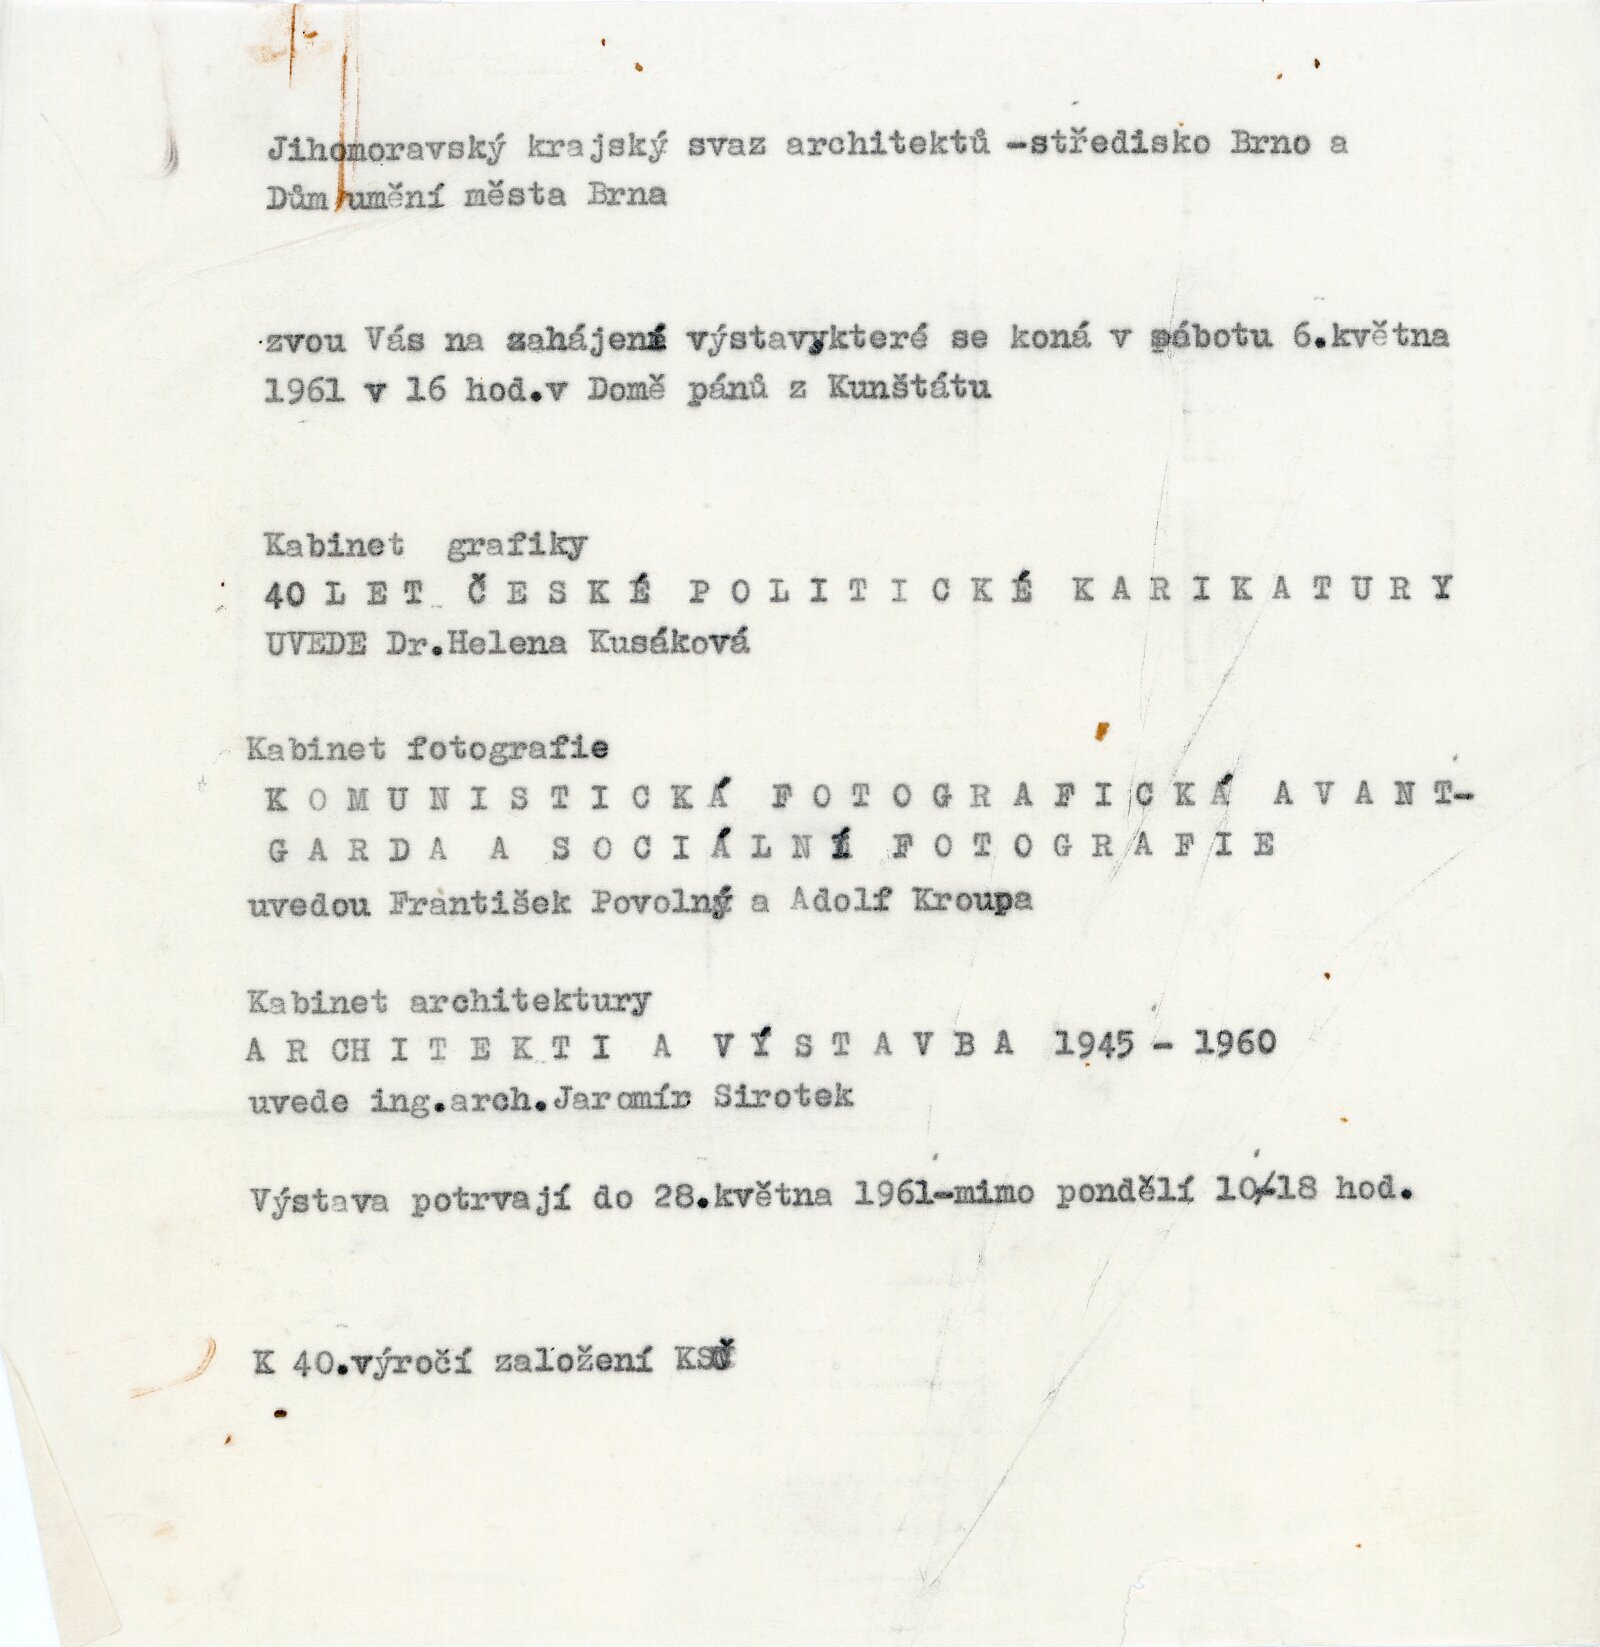 Jihomoravský krajský svaz architektů -středisko Brno a
Dům umění města Brna
zvou Vás na zahájení výstavy,které se koná v sábotu 6.května
1961 v 16 hod.v Domě pánů z Kunštátu
Kabinet grafiky
40 L E T Č E S K É P O L I T I C K É K A R I K A T U R Y
UVEDE Dr.Helena Kusáková
Kabinet fotografie
K O M U N I S T I C K Á F O T O G R A F I C K Á A V A N T-
G A R D A A S O C I Á L N Í F O T O G R A F I E
uvedou František Povolný a Adolf Kroupa
Kabinet architektury
A R CH I T E K T I A V Ý S T A V B A 1945 - 1960
uvede ing.arch.Jaromír Sirotek
Výstava potrvají do 28.května 1961-mimo pondělí 10-18 hod.
K 40.výročí založení KSČ